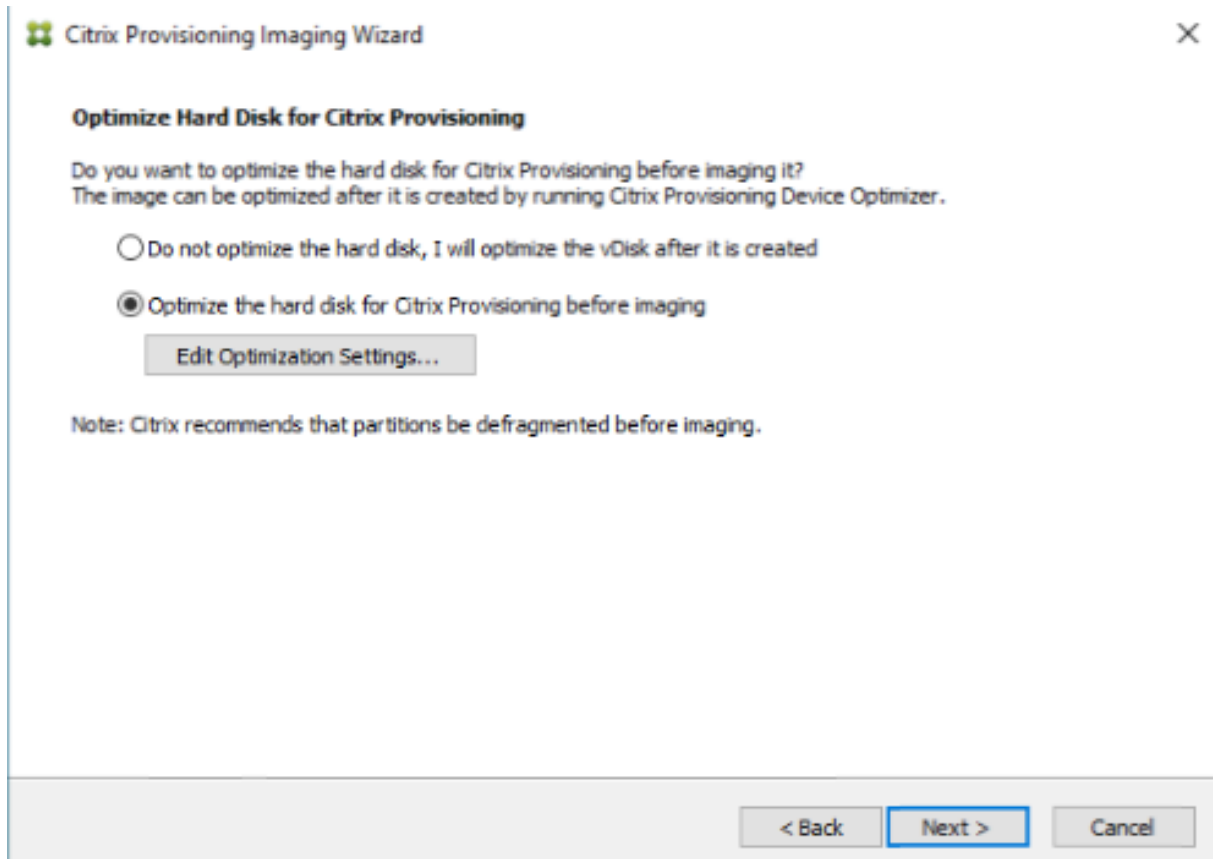 Citrix Provisioning Imaging Wizard
Optimize Hard Disk for Citrix Provisioning
Do you want to optimize the hard disk for Citrix Provisioning before imaging it?
The image can be optimized after it is created by running Citrix Provisioning Device Optimizer.
Do not optimize the hard disk, I will optimize the vDisk after it is created
Optimize the hard disk for Citrix Provisioning before imaging
Edit Optimization Settings...
Note: Citrix recommends that partitions be defragmented before imaging.
< Back Next > Cancel